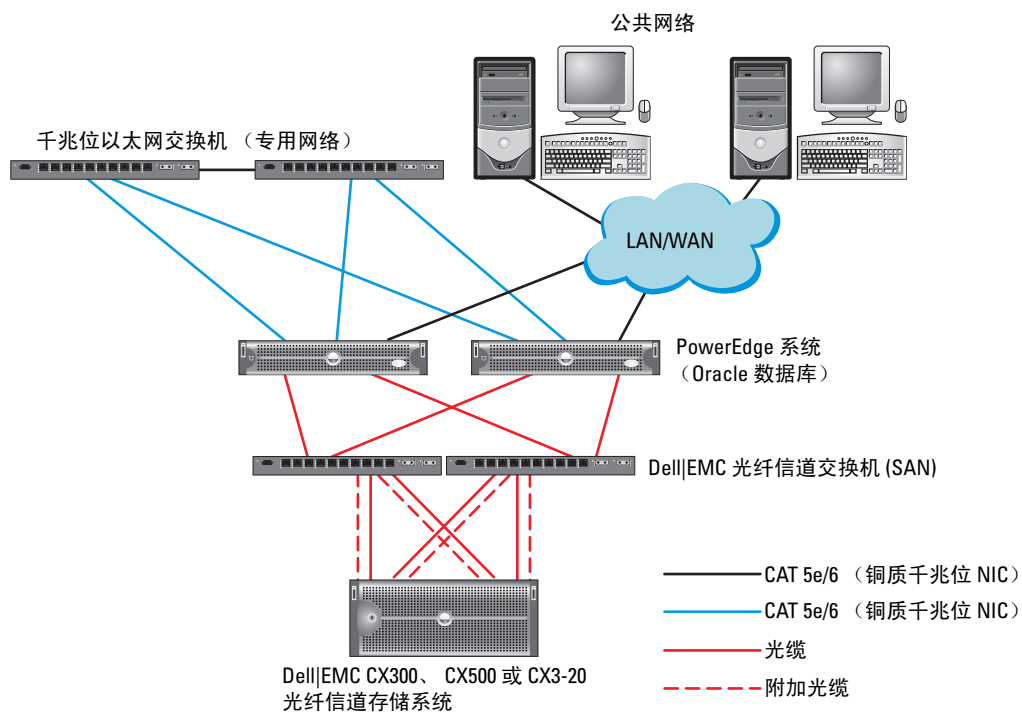 公共网络
千兆位以太网交换机 （专用网络）
LAN/WAN
PowerEdge 系统
（Oracle 数据库）
Dell|EMC 光纤信道交换机 (SAN)
CAT 5e/6 （铜质千兆位 NIC）
CAT 5e/6 （铜质千兆位 NIC）
光缆
附加光缆
Dell|EMC CX300、 CX500 或 CX3-20
光纤信道存储系统